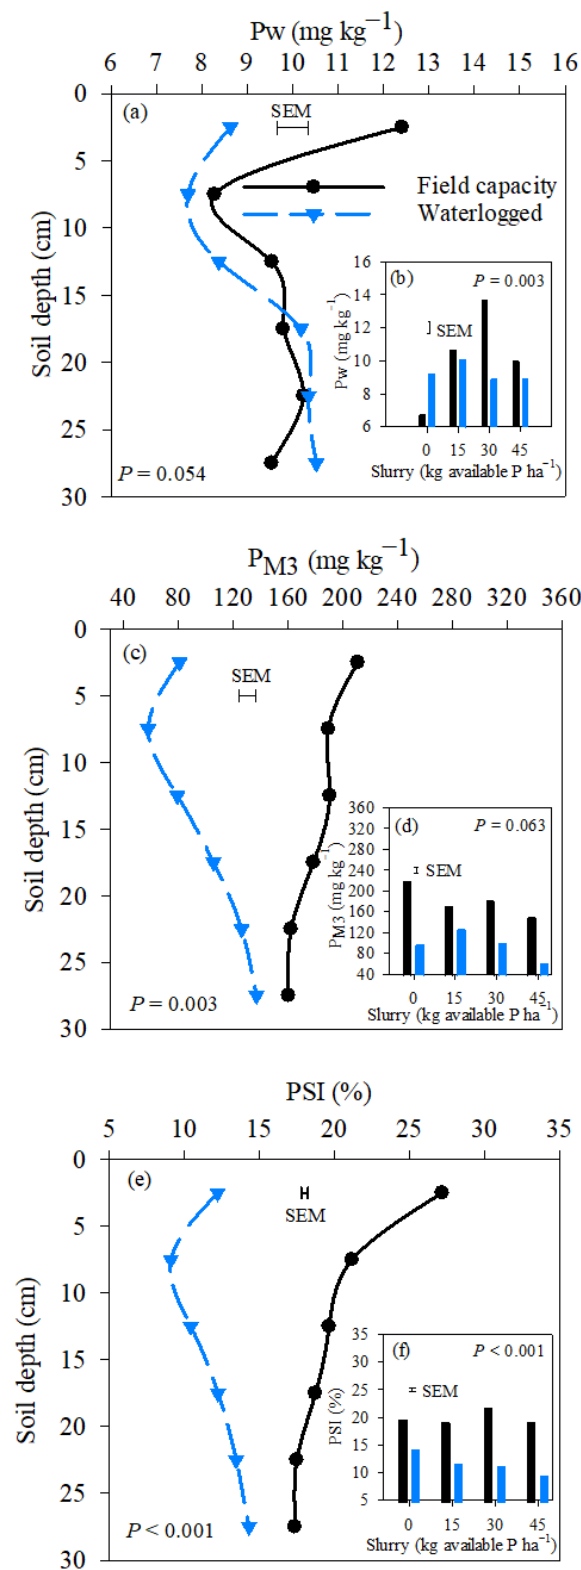 Pw (mg kg⁻¹)
6 7 8 9 10 11 12 13 14 15 16
0
5
10
15
20
25
30
Soil depth (cm)
(a)
SEM
Field capacity
Waterlogged
P = 0.054
(b)
P = 0.003
16
14
12
10
8
6
Pw (mg kg⁻¹)
SEM
0 15 30 45
Slurry (kg available P ha⁻¹)
P_M3 (mg kg⁻¹)
40 80 120 160 200 240 280 320 360
0
5
10
15
20
25
30
Soil depth (cm)
(c)
SEM
P = 0.003
(d)
P = 0.063
360
320
280
240
200
160
120
80
40
P_M3 (mg kg⁻¹)
SEM
0 15 30 45
Slurry (kg available P ha⁻¹)
PSI (%)
5 10 15 20 25 30 35
0
5
10
15
20
25
30
Soil depth (cm)
(e)
SEM
P < 0.001
(f)
P < 0.001
35
30
25
20
15
10
5
PSI (%)
SEM
0 15 30 45
Slurry (kg available P ha⁻¹)